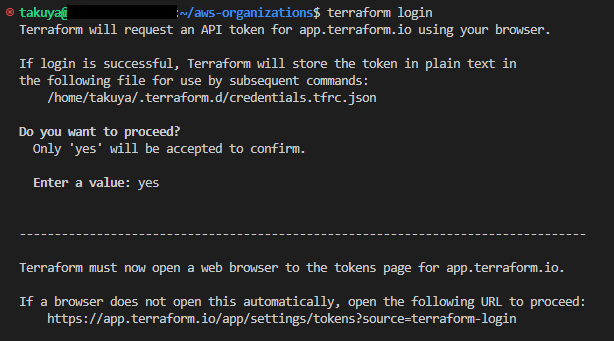 takuya@:~/aws-organizations$ terraform login
Terraform will request an API token for app.terraform.io using your browser.
If login is successful, Terraform will store the token in plain text in
the following file for use by subsequent commands:
/home/takuya/.terraform.d/credentials.tfrc.json
Do you want to proceed?
Only 'yes' will be accepted to confirm.
Enter a value: yes
---------------------------------------------------------------------------------
Terraform must now open a web browser to the tokens page for app.terraform.io.
If a browser does not open this automatically, open the following URL to proceed:
https://app.terraform.io/app/settings/tokens?source=terraform-login